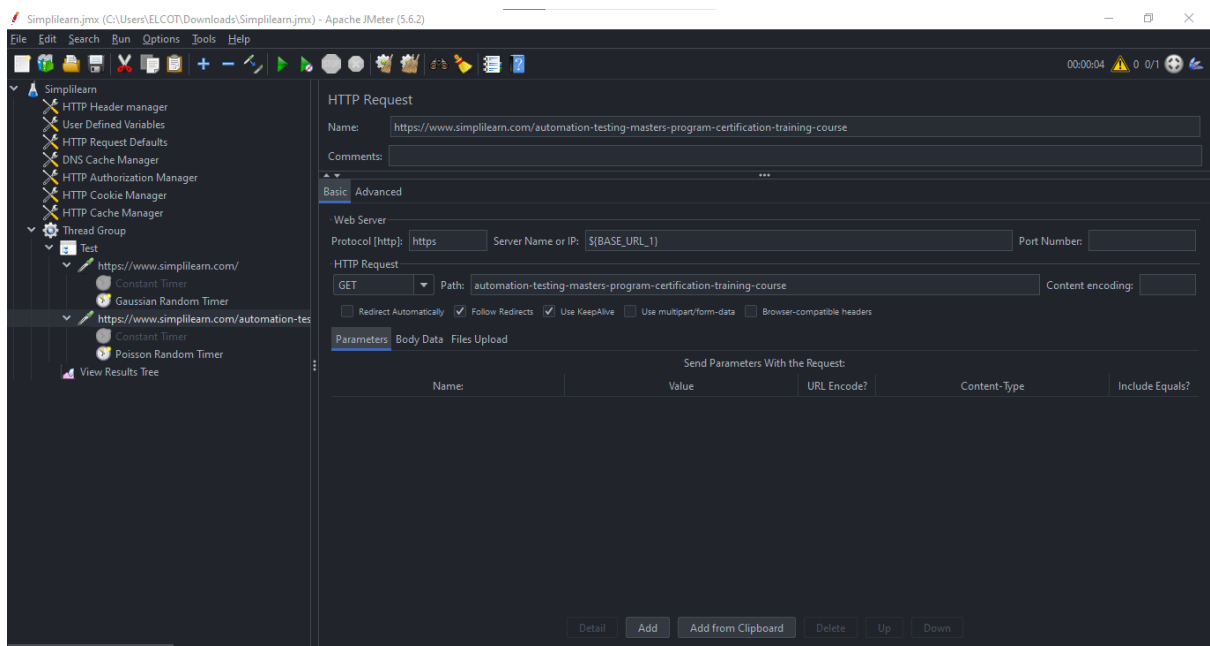 Simplilearn.jmx (C:\Users\ELCOT\Downloads\Simplilearn.jmx) - Apache JMeter (5.6.2)
File Edit Search Run Options Tools Help
00:00:04 0 0/1
Simplilearn
HTTP Header manager
User Defined Variables
HTTP Request Defaults
DNS Cache Manager
HTTP Authorization Manager
HTTP Cookie Manager
HTTP Cache Manager
Thread Group
Test
https://www.simplilearn.com/
Constant Timer
Gaussian Random Timer
https://www.simplilearn.com/automation-tes
Constant Timer
Poisson Random Timer
View Results Tree
HTTP Request
Name: https://www.simplilearn.com/automation-testing-masters-program-certification-training-course
Comments:
Basic Advanced
Web Server
Protocol [http]: https Server Name or IP: ${BASE_URL_1} Port Number:
HTTP Request
GET Path: automation-testing-masters-program-certification-training-course Content encoding:
Redirect Automatically Follow Redirects Use KeepAlive Use multipart/form-data Browser-compatible headers
Parameters Body Data Files Upload
Send Parameters With the Request:
Name: Value URL Encode? Content-Type Include Equals?
Detail Add Add from Clipboard Delete Up Down